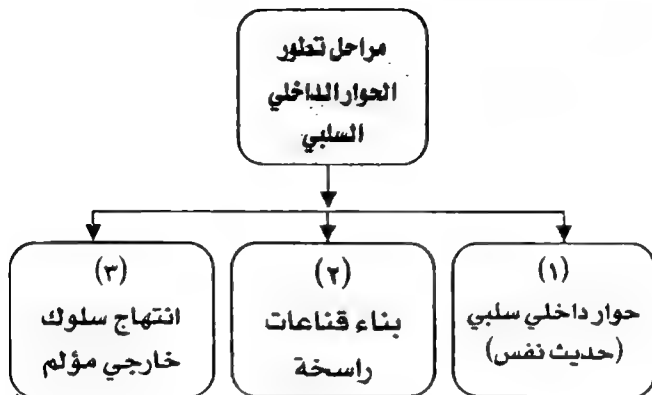 مراحل تطور
الحوار الداخلي
السلبي
(١)
حوار داخلي سلبي
(حديث نفس)
(٢)
بناء قناعات
راسخة
(٣)
انتهاج سلوك
خارجي مؤلم